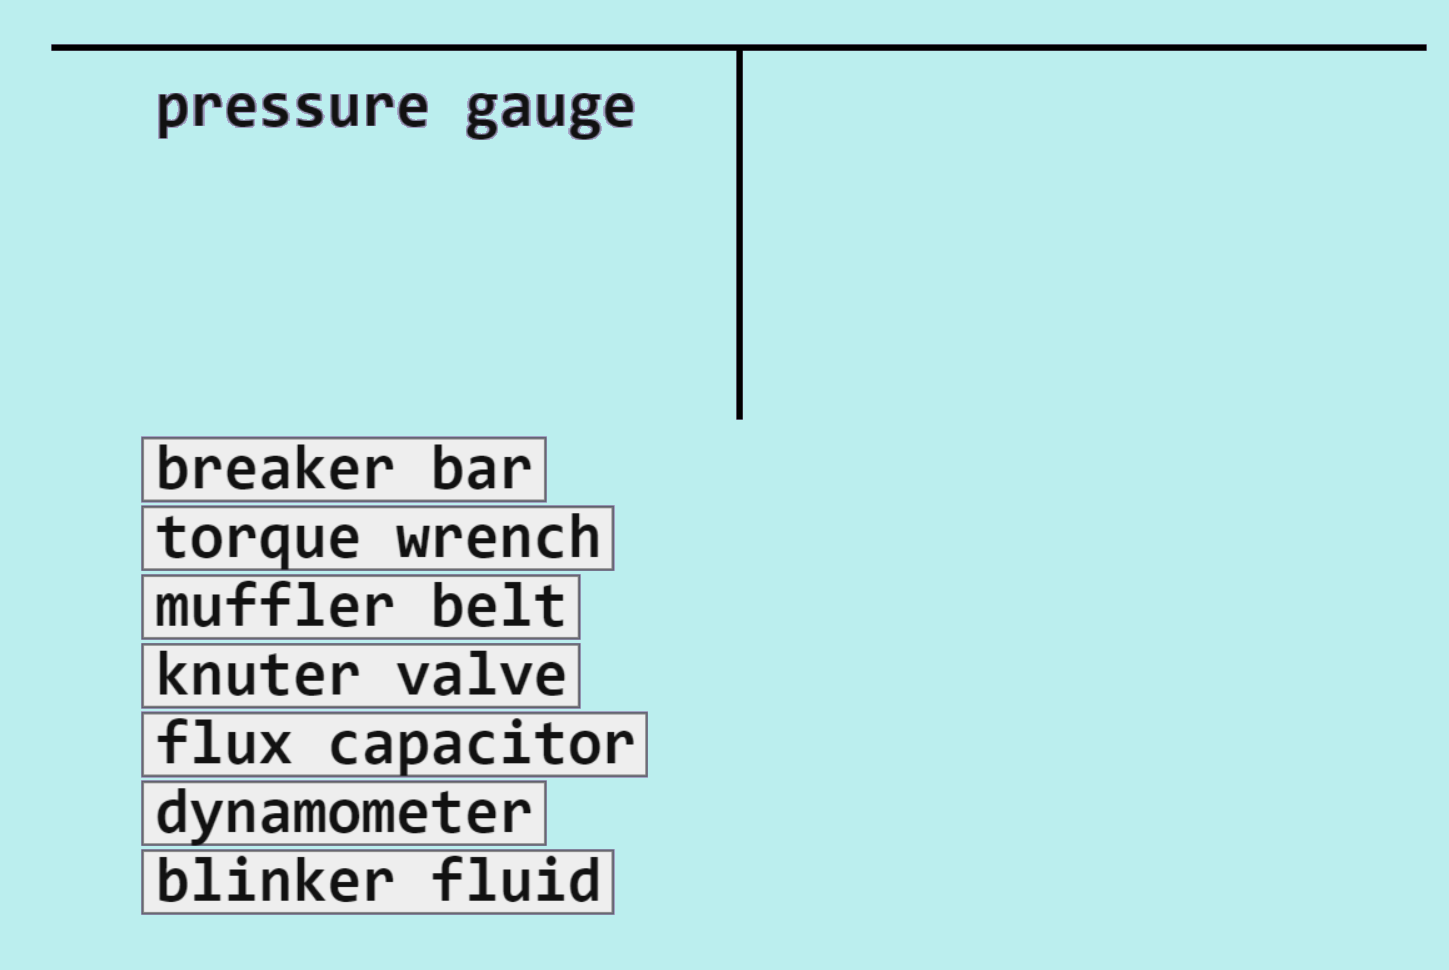 pressure gauge
breaker bar
torque wrench
muffler belt
knuter valve
flux capacitor
dynamometer
blinker fluid